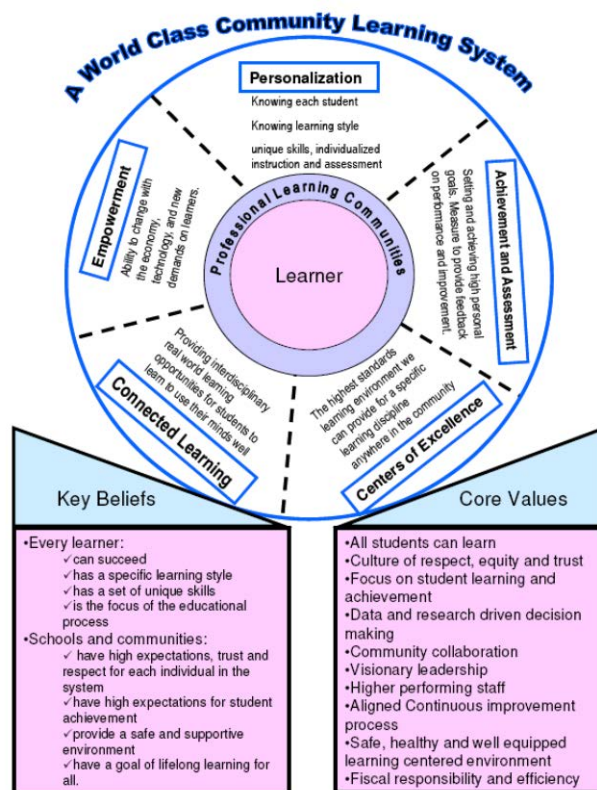 A World Class Community Learning System
Personalization
Knowing each student
Knowing learning style
unique skills, individualized
instruction and assessment
Achievement and Assessment
Setting and achieving high personal
goals. Measure to provide feedback
on performance and improvement.
Centers of Excellence
The highest standards
learning environment we
can provide for a specific
learning discipline
anywhere in the community
Connected Learning
Providing interdisciplinary
real world learning
opportunities for students to
learn to use their minds well
Empowerment
Ability to change with
the economy,
technology, and new
demands on learners.
Professional Learning Communities
Learner
Key Beliefs
•Every learner:
✓can succeed
✓has a specific learning style
✓has a set of unique skills
✓is the focus of the educational
process
•Schools and communities:
✓ have high expectations, trust and
respect for each individual in the
system
✓have high expectations for student
achievement
✓provide a safe and supportive
environment
✓have a goal of lifelong learning for
all.
Core Values
•All students can learn
•Culture of respect, equity and trust
•Focus on student learning and
achievement
•Data and research driven decision
making
•Community collaboration
•Visionary leadership
•Higher performing staff
•Aligned Continuous improvement
process
•Safe, healthy and well equipped
learning centered environment
•Fiscal responsibility and efficiency